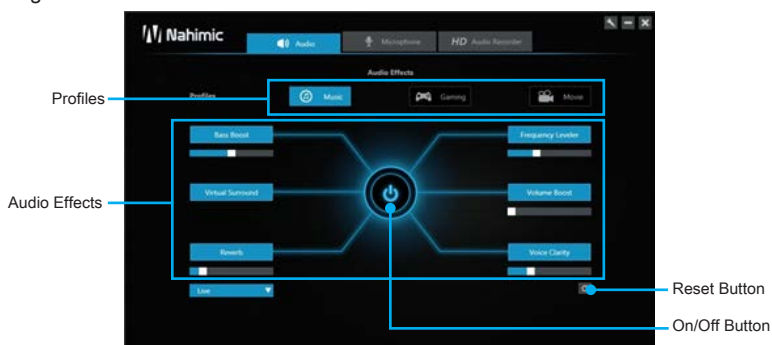 Nahimic
Audio
Microphone
HD Audio Recorder
Audio Effects
Profiles
Profiles
Music
Gaming
Movie
Bass Boost
Frequency Leveler
Audio Effects
Virtual Surround
Volume Boost
Reverb
Voice Clarity
Live
Reset Button
On/Off Button